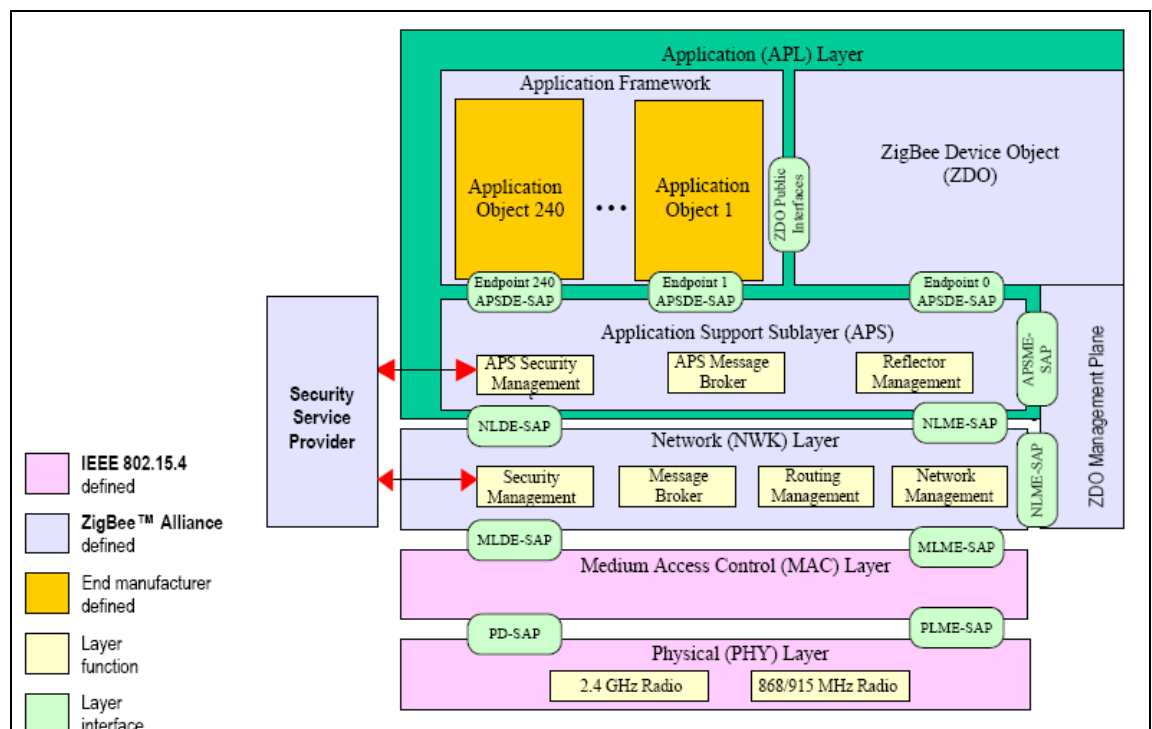 Application (APL) Layer
Application Framework
Application
Object 240
...
Application
Object 1
ZDO Public
Interfaces
ZigBee Device Object
(ZDO)
Endpoint 240
APSDE-SAP
Endpoint 1
APSDE-SAP
Endpoint 0
APSDE-SAP
Application Support Sublayer (APS)
APS Security
Management
APS Message
Broker
Reflector
Management
APSME-
SAP
ZDO Management Plane
Security
Service
Provider
NLDE-SAP
NLME-SAP
Network (NWK) Layer
Security
Management
Message
Broker
Routing
Management
Network
Management
NLME-SAP
MLDE-SAP
MLME-SAP
Medium Access Control (MAC) Layer
PD-SAP
PLME-SAP
Physical (PHY) Layer
2.4 GHz Radio
868/915 MHz Radio
IEEE 802.15.4
defined
ZigBee™ Alliance
defined
End manufacturer
defined
Layer
function
Layer
interface